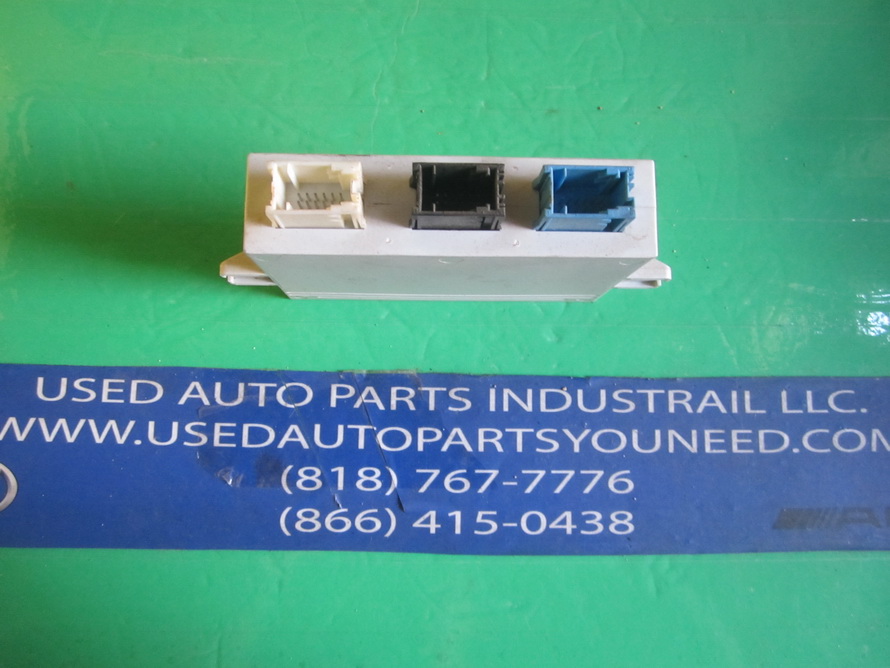 USED AUTO PARTS INDUSTRAIL LLC.
WWW.USEDAUTOPARTSYOUNEED.COM
(818) 767-7776
(866) 415-0438